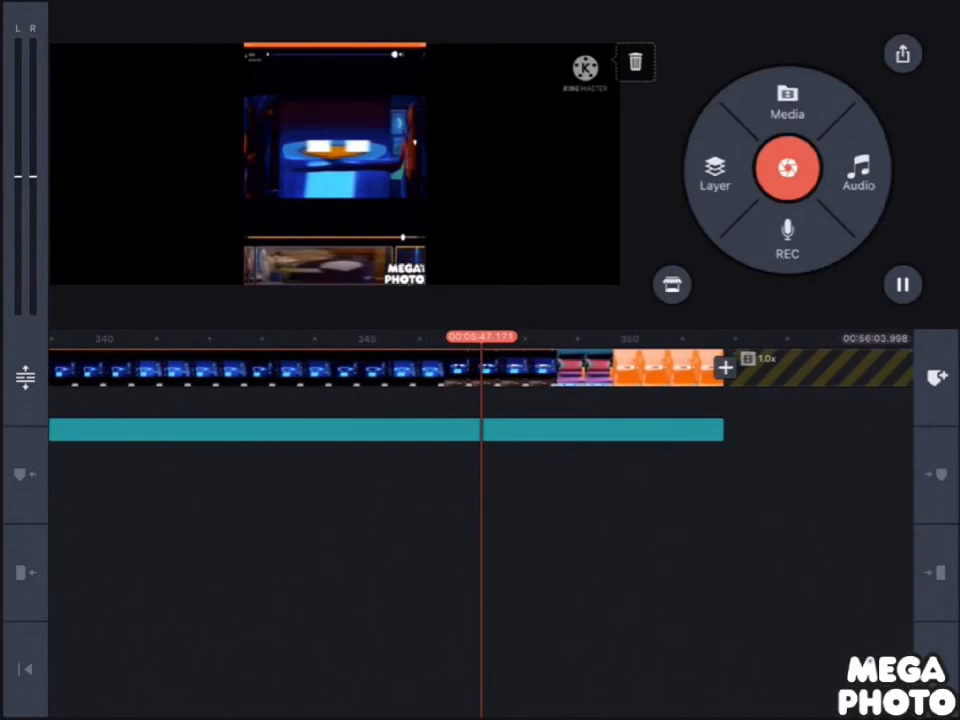 L R
KINEMASTER
Media
Layer
Audio
REC
MEGA
PHOTO
340
345
00:05:47.171
350
00:56:03.998
1.0x
MEGA
PHOTO